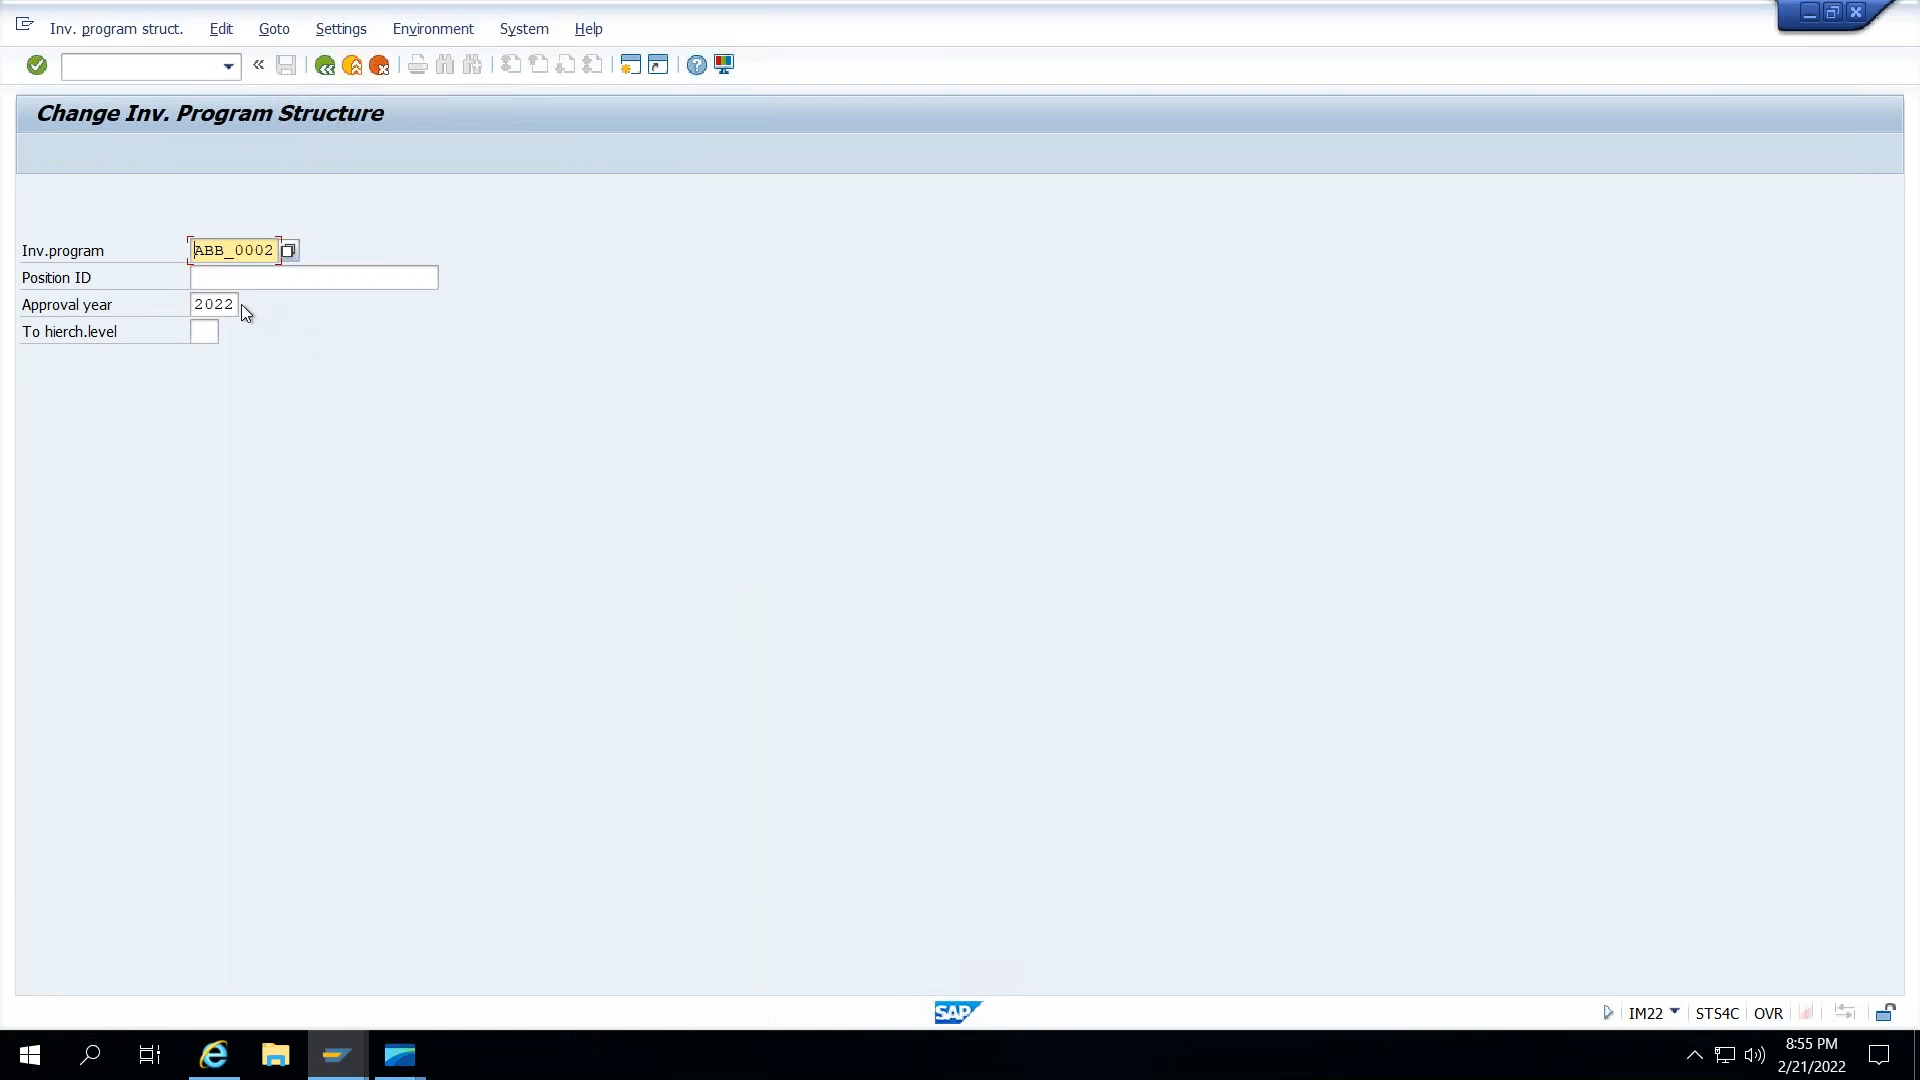 Inv. program struct. Edit Goto Settings Environment System Help
Change Inv. Program Structure
Inv.program ABB_0002
Position ID
Approval year 2022
To hierch.level
SAP
IM22 STS4C OVR
8:55 PM
2/21/2022